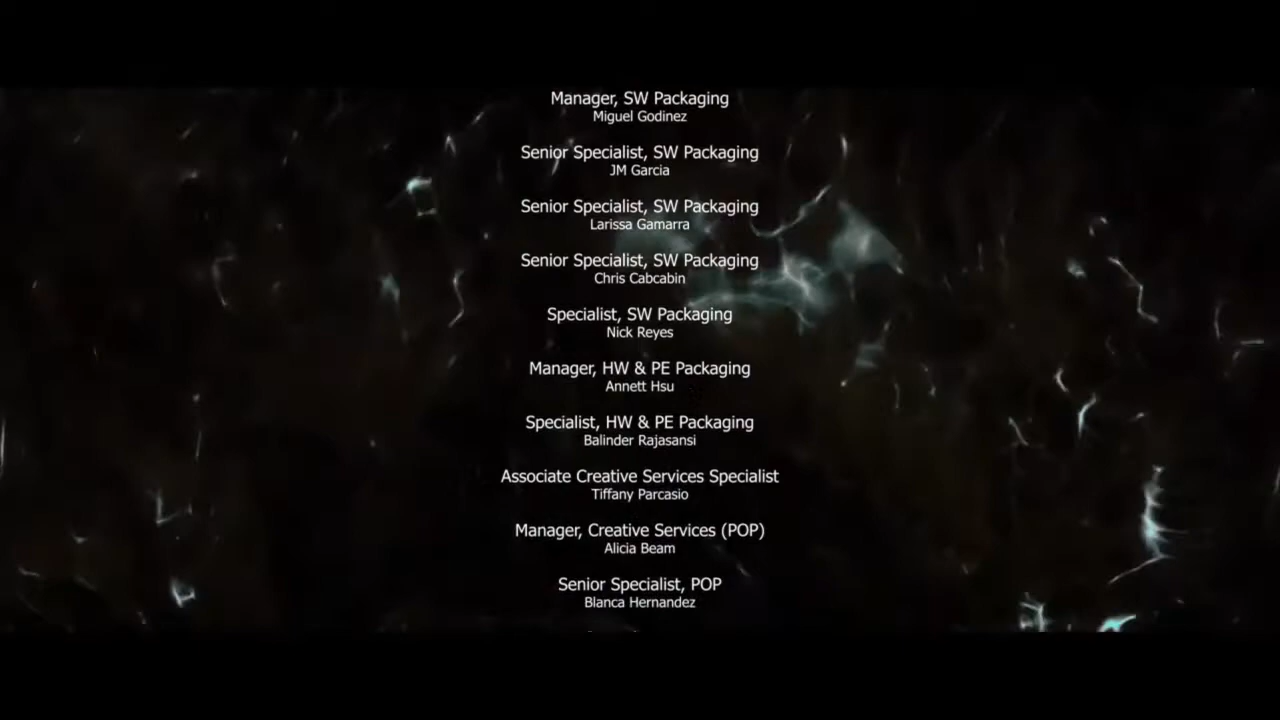 Manager, SW Packaging
Miguel Godinez
Senior Specialist, SW Packaging
JM Garcia
Senior Specialist, SW Packaging
Larissa Gamarra
Senior Specialist, SW Packaging
Chris Cabcabin
Specialist, SW Packaging
Nick Reyes
Manager, HW & PE Packaging
Annett Hsu
Specialist, HW & PE Packaging
Balinder Rajasansi
Associate Creative Services Specialist
Tiffany Parcasio
Manager, Creative Services (POP)
Alicia Beam
Senior Specialist, POP
Blanca Hernandez